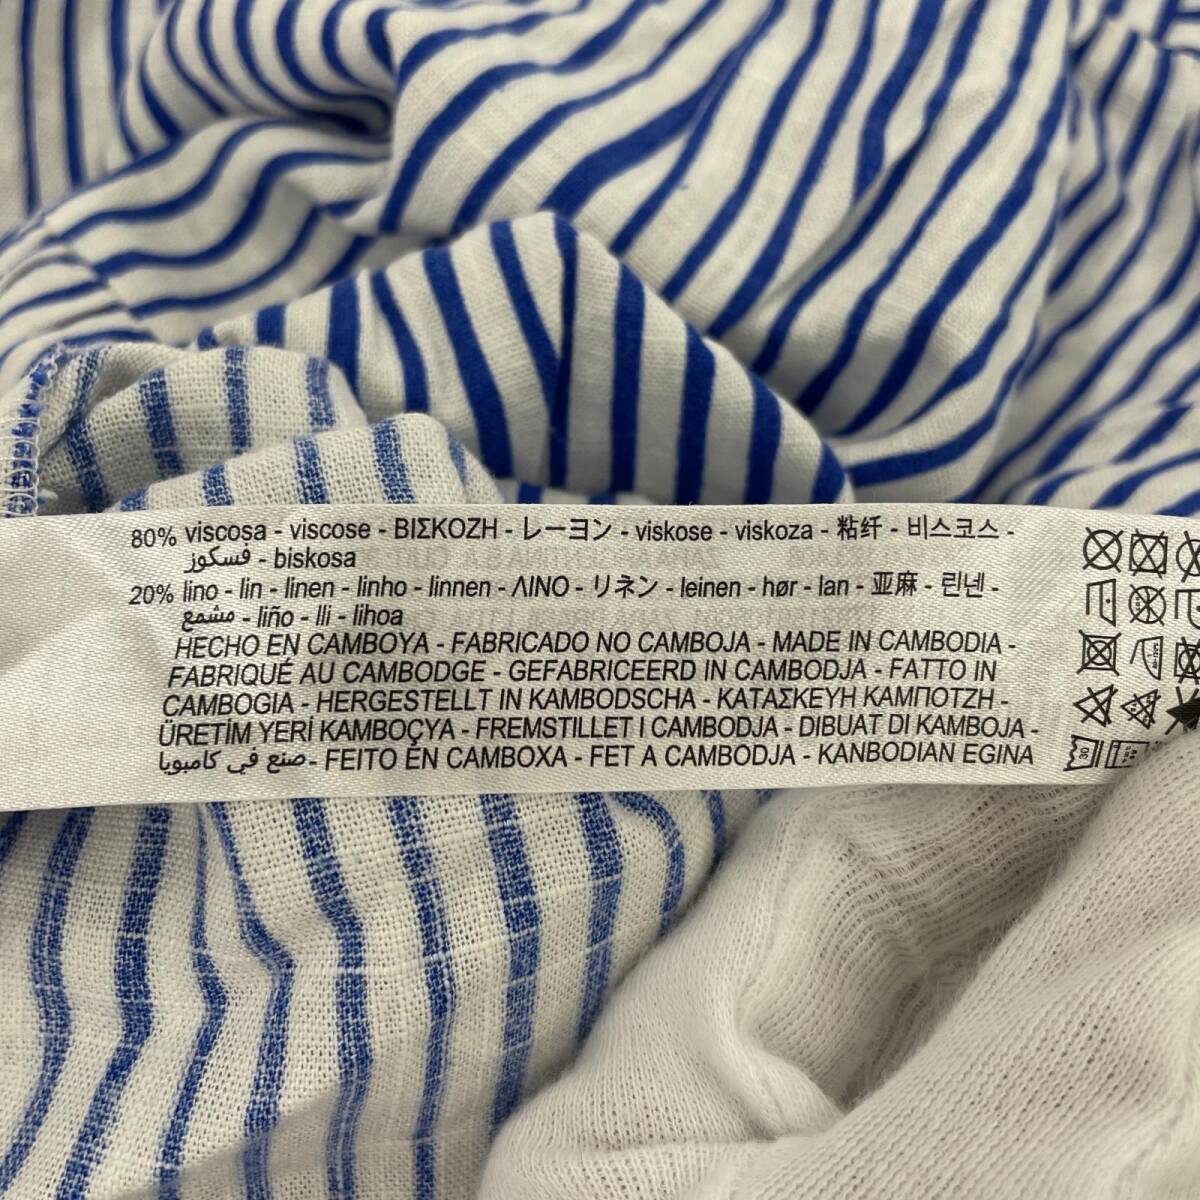 80% viscosa - viscose - ΒΙΣΚΟΖΗ - レーヨン - viskose - viskoza - 粘纤 - 비스코스 -
فسكوز - biskosa
20% lino - lin - linen - linho - linnen - ΛΙΝΟ - リネン - leinen - hør - lan - 亚麻 - 린넨 -
مشمع - liño - lli - lihoa
HECHO EN CAMBOYA - FABRICADO NO CAMBOJA - MADE IN CAMBODIA -
FABRIQUÉ AU CAMBODGE - GEFABRICEERD IN CAMBODJA - FATTO IN
CAMBOGIA - HERGESTELLT IN KAMBODSCHA - ΚΑΤΑΣΚΕΥΗ ΚΑΜΠΟΤΖΗ -
ÜRETİM YERİ KAMBOÇYA - FREMSTILLET I CAMBODJA - DIBUAT DI KAMBOJA -
صنع في كامبويا - FEITO EN CAMBOXA - FET A CAMBODJA - KANBODIAN EGINA
30